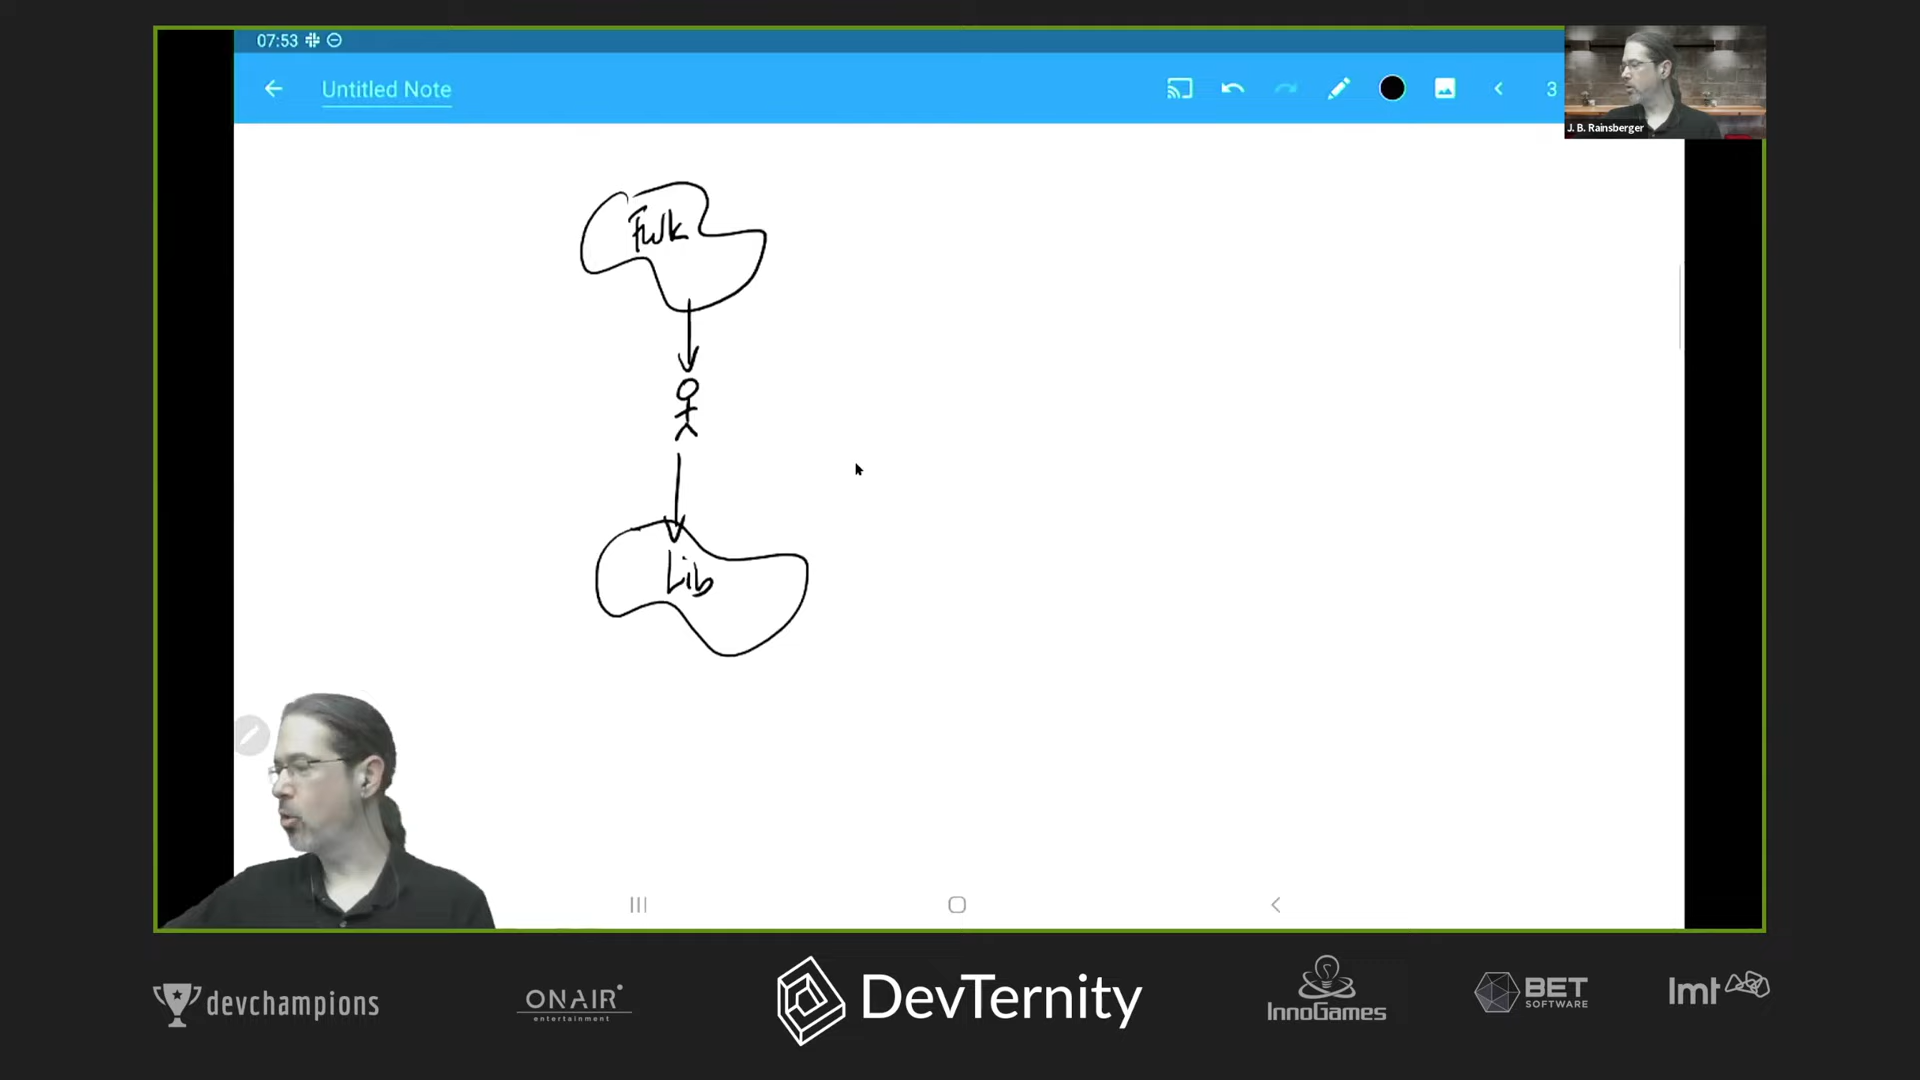 07:53
Untitled Note
3
J. B. Rainsberger
Fwk
Lib
devchampions
ONAIR
entertainment
DevTernity
InnoGames
BET
SOFTWARE
lmt